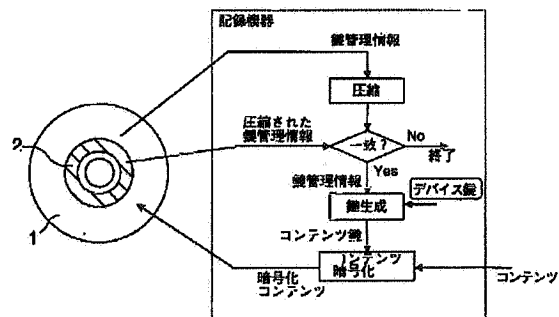 記録機器
鍵管理情報
圧縮
圧縮された
鍵管理情報
一致？
No
終了
Yes
鍵管理情報
デバイス鍵
鍵生成
コンテンツ鍵
コンテンツ
暗号化
暗号化
コンテンツ
コンテンツ
2
1